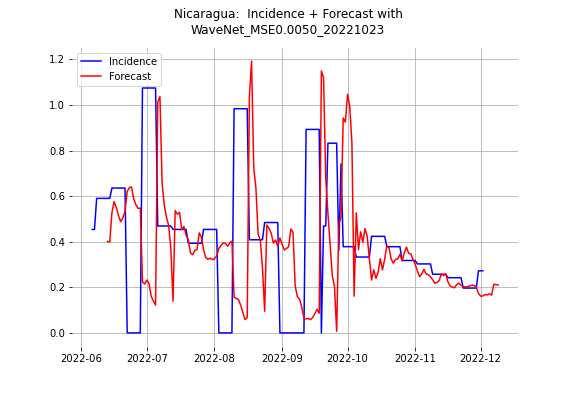 Nicaragua:  Incidence + Forecast with
WaveNet_MSE0.0050_20221023
Incidence
Forecast
1.2
1.0
0.8
0.6
0.4
0.2
0.0
2022-06 2022-07 2022-08 2022-09 2022-10 2022-11 2022-12